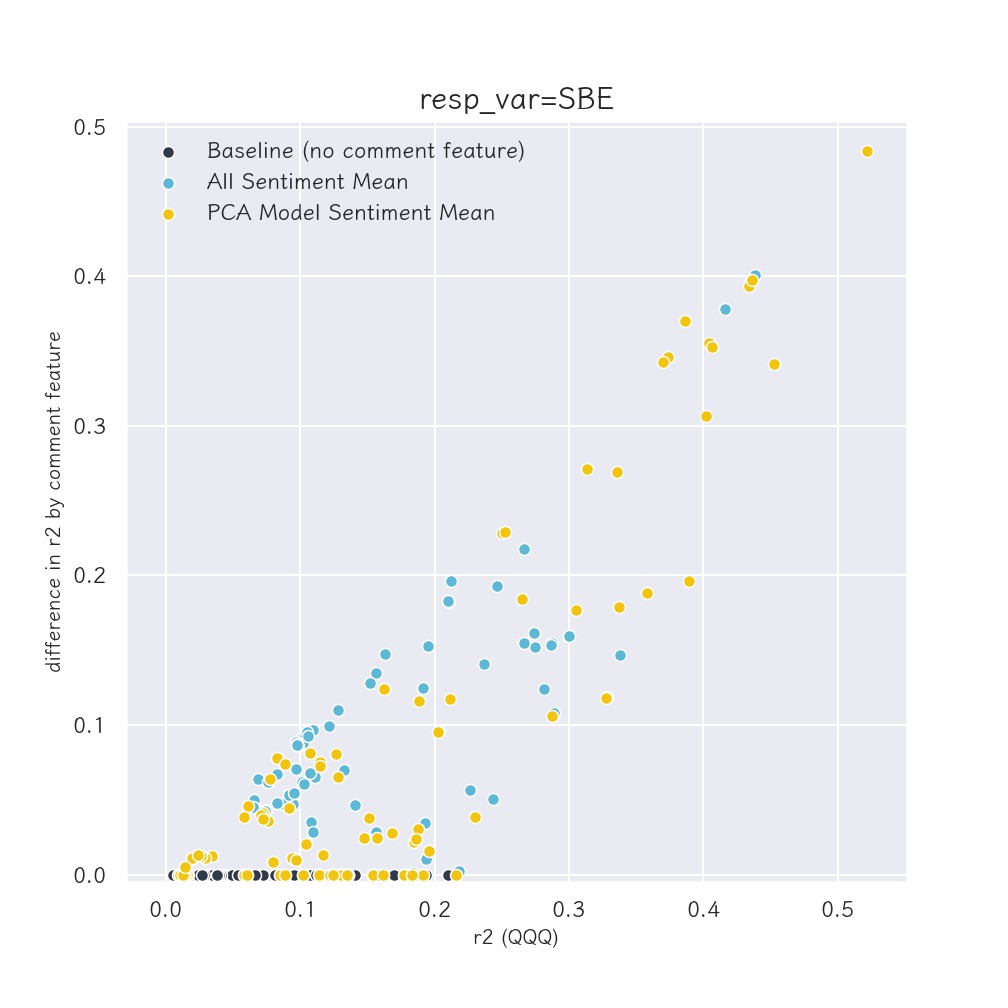 resp_var=SBE
0.5
Baseline (no comment feature)
All Sentiment Mean
PCA Model Sentiment Mean
0.4
0.3
0.2
0.1
0.0
difference in r2 by comment feature
0.0 0.1 0.2 0.3 0.4 0.5
r2 (QQQ)